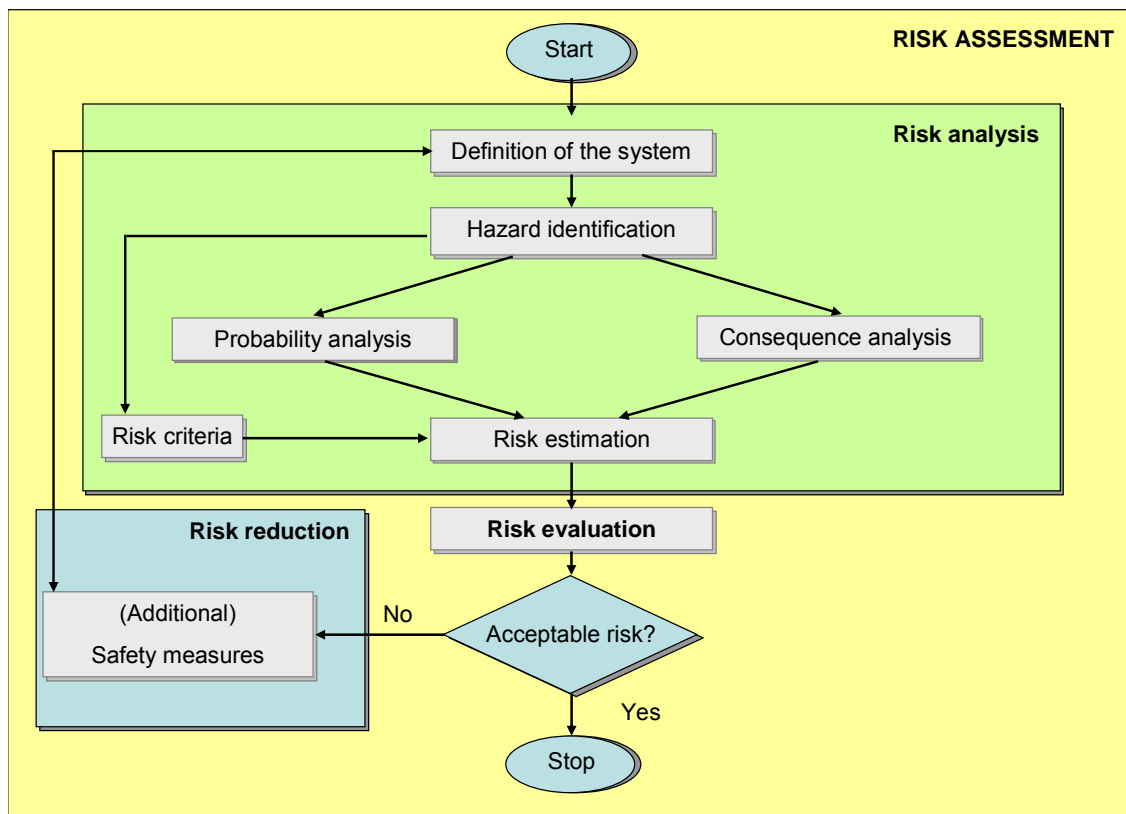 Start
RISK ASSESSMENT
Risk analysis
Definition of the system
Hazard identification
Probability analysis
Consequence analysis
Risk criteria
Risk estimation
Risk reduction
Risk evaluation
(Additional)
Safety measures
No
Acceptable risk?
Yes
Stop